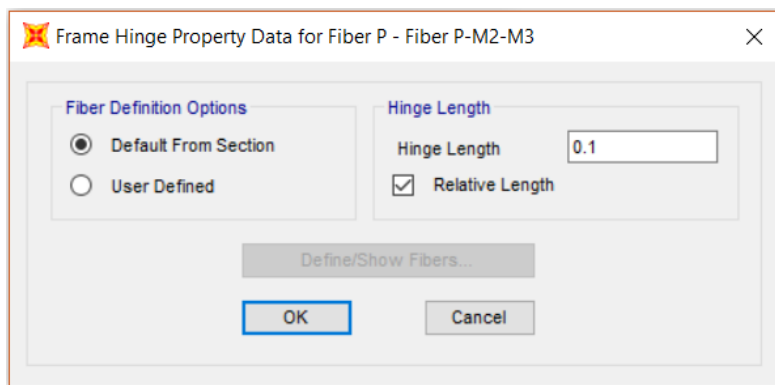 Frame Hinge Property Data for Fiber P - Fiber P-M2-M3
Fiber Definition Options
Default From Section
User Defined
Hinge Length
Hinge Length 0.1
Relative Length
Define/Show Fibers...
OK Cancel